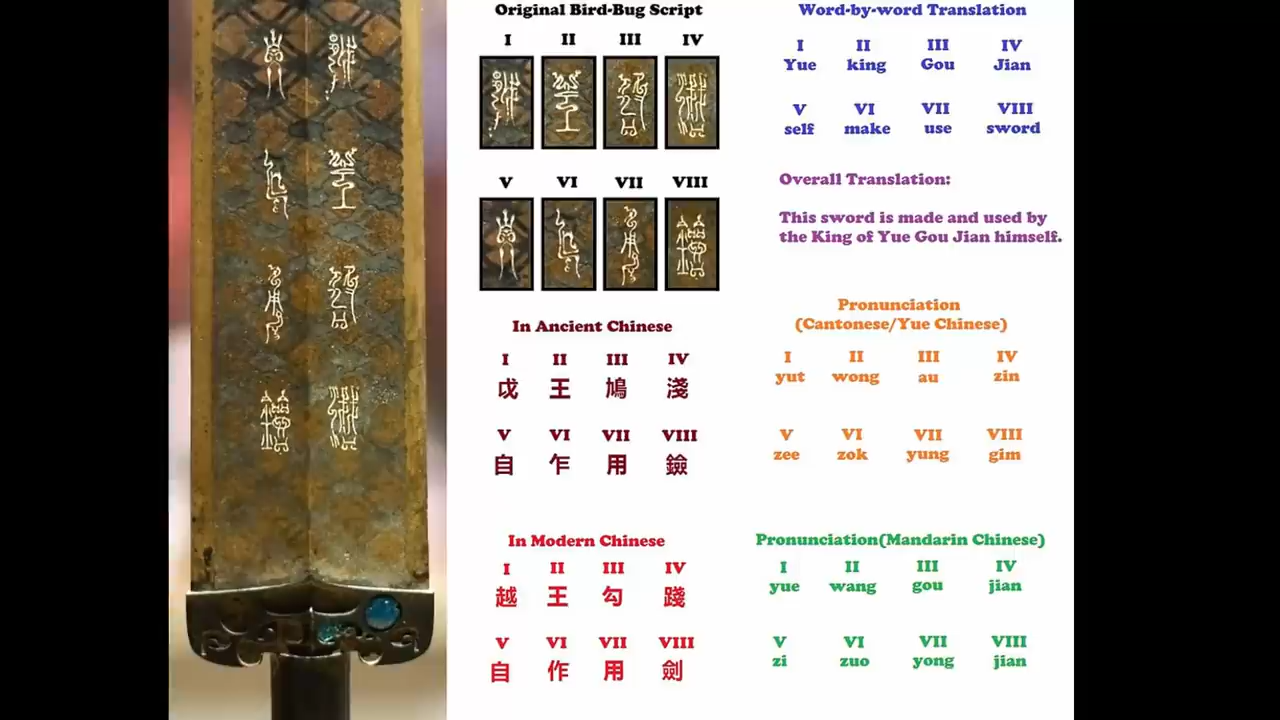 Original Bird-Bug Script
I II III IV
V VI VII VIII
In Ancient Chinese
I II III IV
戉 王 鳩 淺
V VI VII VIII
自 乍 用 鐱
In Modern Chinese
I II III IV
越 王 勾 踐
V VI VII VIII
自 作 用 劍
Word-by-word Translation
I II III IV
Yue king Gou Jian
V VI VII VIII
self make use sword
Overall Translation:
This sword is made and used by
the King of Yue Gou Jian himself.
Pronunciation
(Cantonese/Yue Chinese)
I II III IV
yut wong au zin
V VI VII VIII
zee zok yung gim
Pronunciation(Mandarin Chinese)
I II III IV
yue wang gou jian
V VI VII VIII
zi zuo yong jian